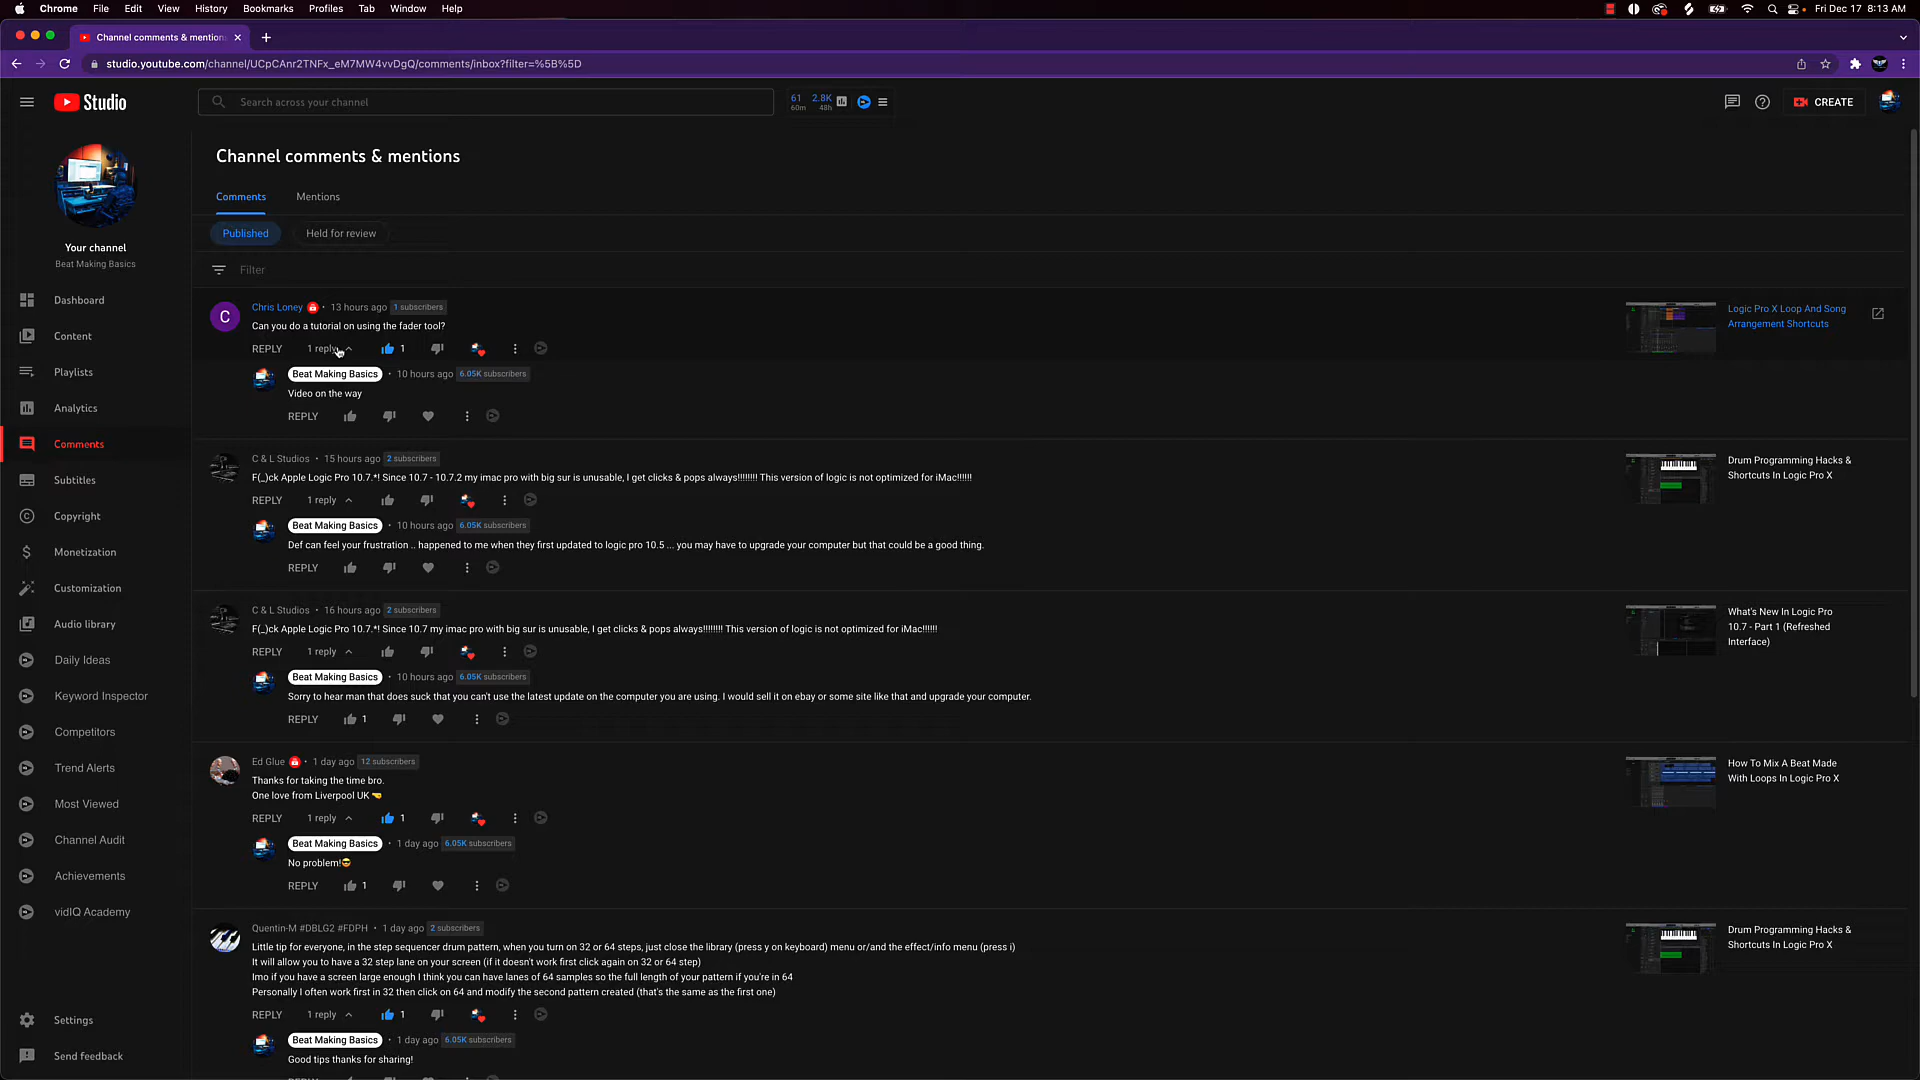 Chrome File Edit View History Bookmarks Profiles Tab Window Help Fri Dec 17 8:13 AM
Channel comments & mention
studio.youtube.com/channel/UCpCAnr2TNFx_eM7MW4vvDgQ/comments/inbox?filter=%5B%5D
Studio
Search across your channel
61 2.8K
60m 48h
CREATE
Your channel
Beat Making Basics
Dashboard
Content
Playlists
Analytics
Comments
Subtitles
Copyright
Monetization
Customization
Audio library
Daily Ideas
Keyword Inspector
Competitors
Trend Alerts
Most Viewed
Channel Audit
Achievements
vidIQ Academy
Settings
Send feedback
Channel comments & mentions
Comments Mentions
Published Held for review
Filter
C
Chris Loney • 13 hours ago 1 subscribers
Can you do a tutorial on using the fader tool?
REPLY 1 reply 1
Beat Making Basics • 10 hours ago 6.05K subscribers
Video on the way
REPLY
Logic Pro X Loop And Song
Arrangement Shortcuts
C & L Studios • 15 hours ago 2 subscribers
F(_)ck Apple Logic Pro 10.7.*! Since 10.7 - 10.7.2 my imac pro with big sur is unusable, I get clicks & pops always!!!!!!!! This version of logic is not optimized for iMac!!!!!!
REPLY 1 reply
Beat Making Basics • 10 hours ago 6.05K subscribers
Def can feel your frustration .. happened to me when they first updated to logic pro 10.5 ... you may have to upgrade your computer but that could be a good thing.
REPLY
Drum Programming Hacks &
Shortcuts In Logic Pro X
C & L Studios • 16 hours ago 2 subscribers
F(_)ck Apple Logic Pro 10.7.*! Since 10.7 my imac pro with big sur is unusable, I get clicks & pops always!!!!!!!! This version of logic is not optimized for iMac!!!!!!
REPLY 1 reply
Beat Making Basics • 10 hours ago 6.05K subscribers
Sorry to hear man that does suck that you can't use the latest update on the computer you are using. I would sell it on ebay or some site like that and upgrade your computer.
REPLY 1
What's New In Logic Pro
10.7 - Part 1 (Refreshed
Interface)
Ed Glue • 1 day ago 12 subscribers
Thanks for taking the time bro.
One love from Liverpool UK 🤜
REPLY 1 reply 1
Beat Making Basics • 1 day ago 6.05K subscribers
No problem!😎
REPLY 1
How To Mix A Beat Made
With Loops In Logic Pro X
Quentin-M #DBLG2 #FDPH • 1 day ago 2 subscribers
Little tip for everyone, in the step sequencer drum pattern, when you turn on 32 or 64 steps, just close the library (press y on keyboard) menu or/and the effect/info menu (press i)
It will allow you to have a 32 step lane on your screen (if it doesn't work first click again on 32 or 64 step)
Imo if you have a screen large enough I think you can have lanes of 64 samples so the full length of your pattern if you're in 64
Personally I often work first in 32 then click on 64 and modify the second pattern created (that's the same as the first one)
REPLY 1 reply 1
Beat Making Basics • 1 day ago 6.05K subscribers
Good tips thanks for sharing!
Drum Programming Hacks &
Shortcuts In Logic Pro X